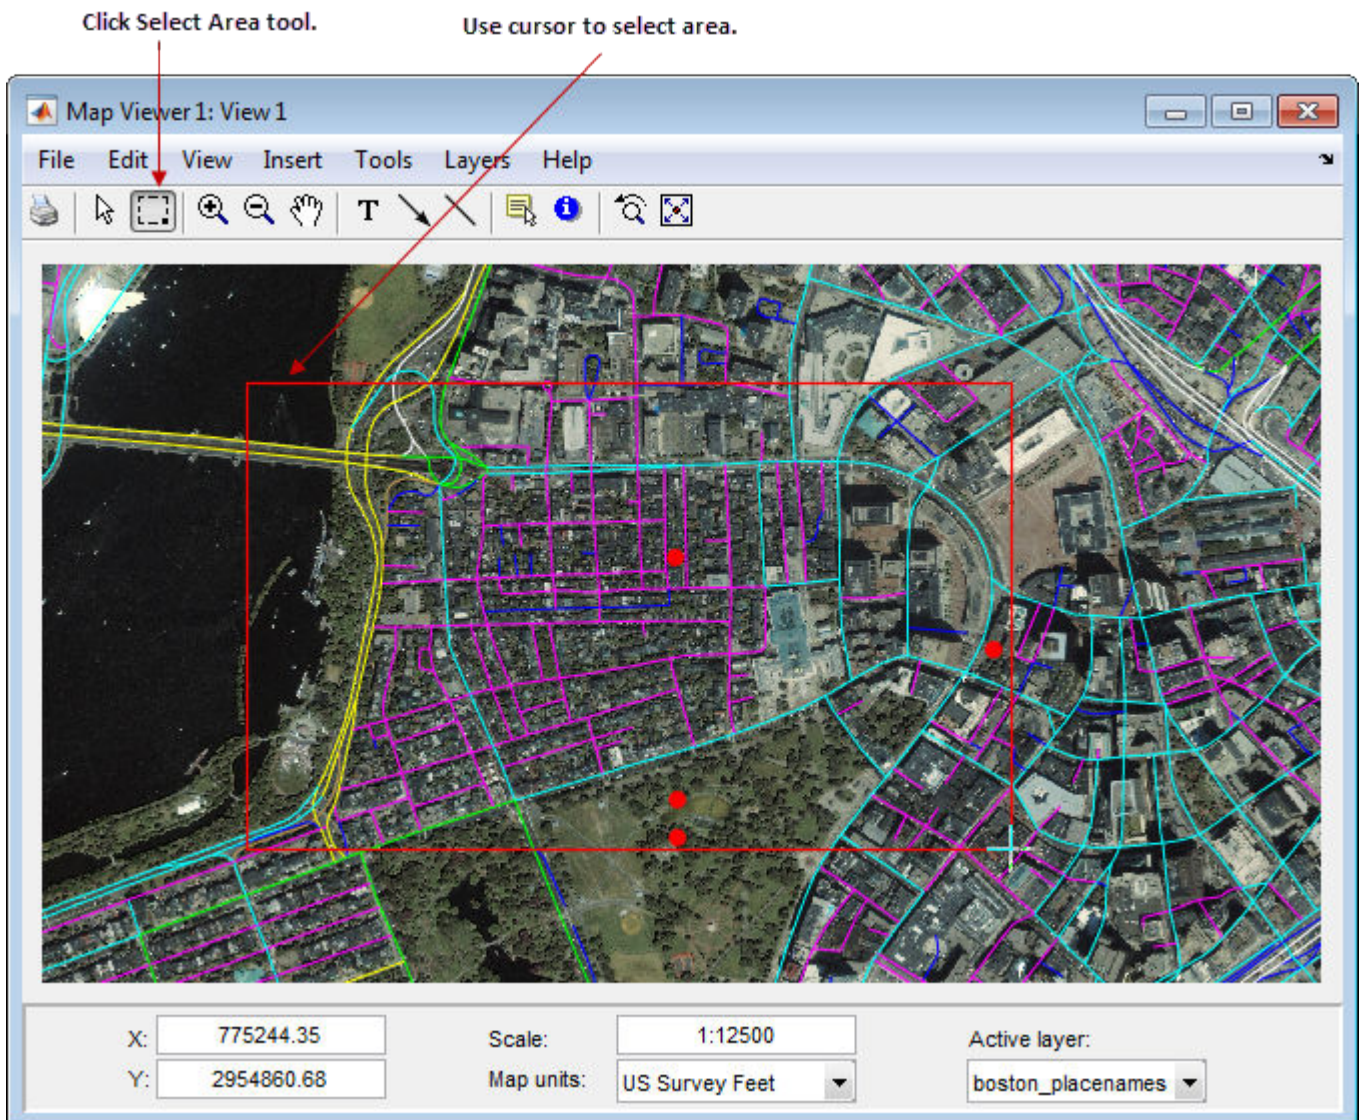 Click Select Area tool.
Use cursor to select area.
Map Viewer 1: View 1
File Edit View Insert Tools Layers Help
T
X: 775244.35 Scale: 1:12500 Active layer:
Y: 2954860.68 Map units: US Survey Feet boston_placenames